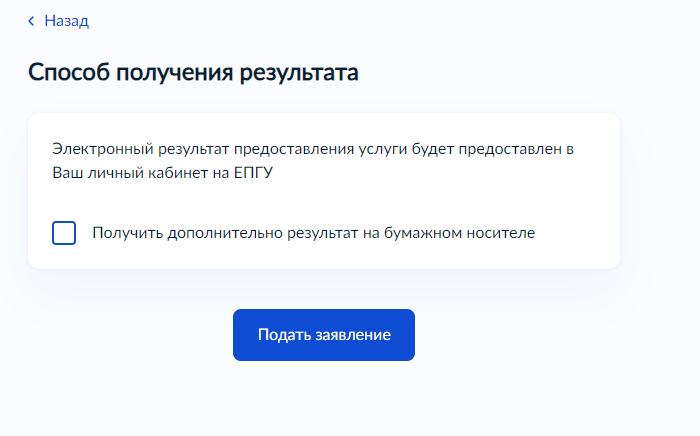 Назад
Способ получения результата
Электронный результат предоставления услуги будет предоставлен в
Ваш личный кабинет на ЕПГУ
Получить дополнительно результат на бумажном носителе
Подать заявление